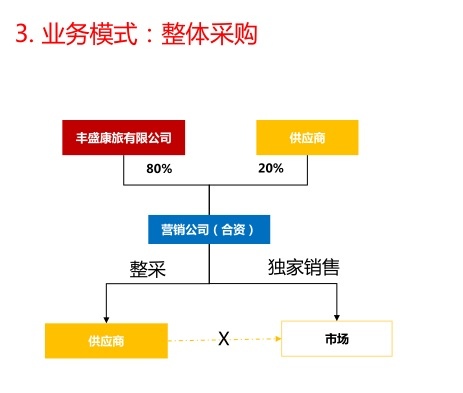 3. 业务模式：整体采购
丰盛康旅有限公司
供应商
80%
20%
营销公司（合资）
整采
独家销售
供应商
X
市场